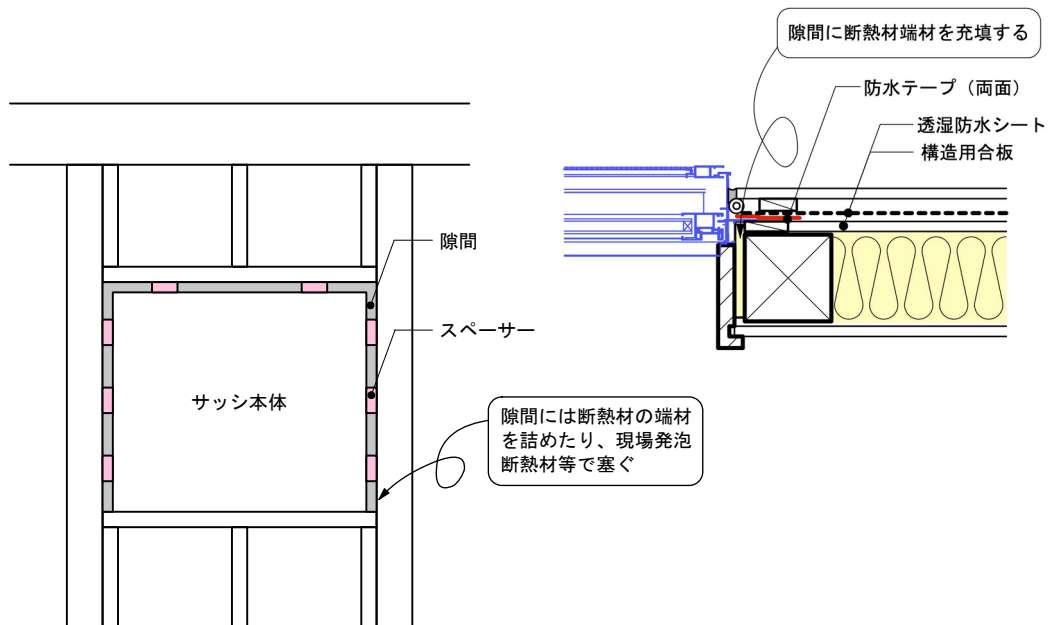 隙間に断熱材端材を充填する
防水テープ（両面）
透湿防水シート
構造用合板
隙間
スペーサー
サッシ本体
隙間には断熱材の端材
を詰めたり、現場発泡
断熱材等で塞ぐ